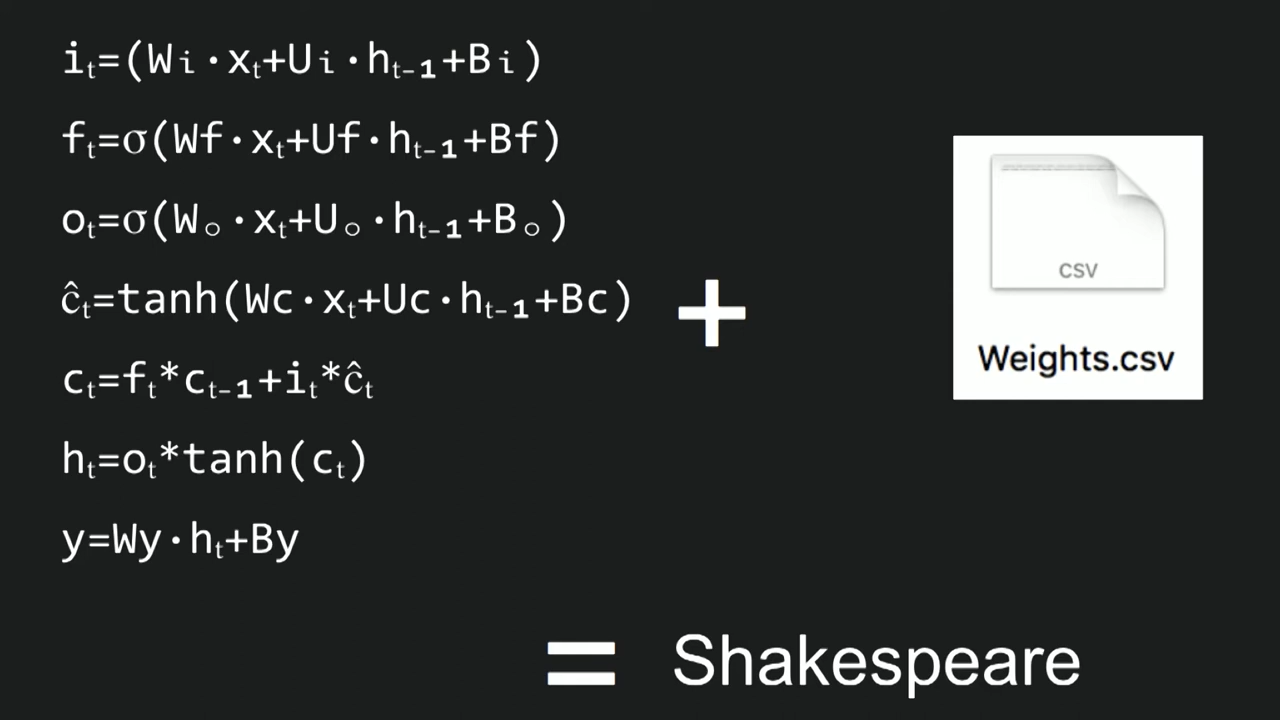 iₜ=(Wi·xₜ+Ui·hₜ₋₁+Bi)
fₜ=σ(Wf·xₜ+Uf·hₜ₋₁+Bf)
oₜ=σ(Wo·xₜ+Uo·hₜ₋₁+Bo)
ĉₜ=tanh(Wc·xₜ+Uc·hₜ₋₁+Bc)
cₜ=fₜ*cₜ₋₁+iₜ*ĉₜ
hₜ=oₜ*tanh(cₜ)
y=Wy·hₜ+By
+
CSV
Weights.csv
= Shakespeare